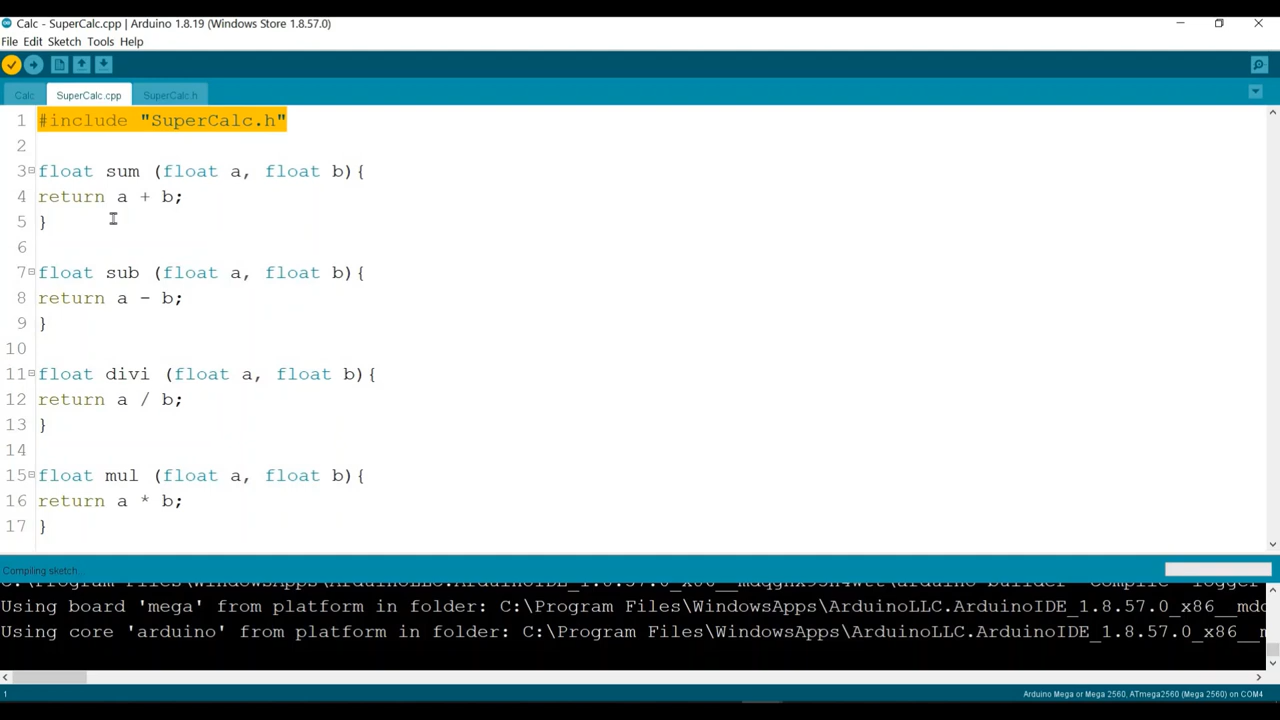 Calc - SuperCalc.cpp | Arduino 1.8.19 (Windows Store 1.8.57.0)
File Edit Sketch Tools Help
Calc SuperCalc.cpp SuperCalc.h
1 #include "SuperCalc.h"
2
3 float sum (float a, float b){
4 return a + b;
5 }
6
7 float sub (float a, float b){
8 return a - b;
9 }
10
11 float divi (float a, float b){
12 return a / b;
13 }
14
15 float mul (float a, float b){
16 return a * b;
17 }
Compiling sketch...
Using board 'mega' from platform in folder: C:\Program Files\WindowsApps\ArduinoLLC.ArduinoIDE_1.8.57.0_x86__mdq
Using core 'arduino' from platform in folder: C:\Program Files\WindowsApps\ArduinoLLC.ArduinoIDE_1.8.57.0_x86__m
1 Arduino Mega or Mega 2560, ATmega2560 (Mega 2560) on COM4